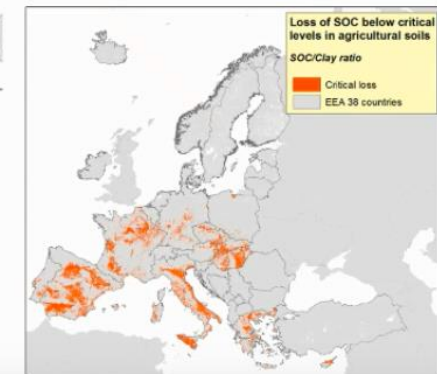 Loss of SOC below critical
levels in agricultural soils
SOC/Clay ratio
Critical loss
EEA 38 countries